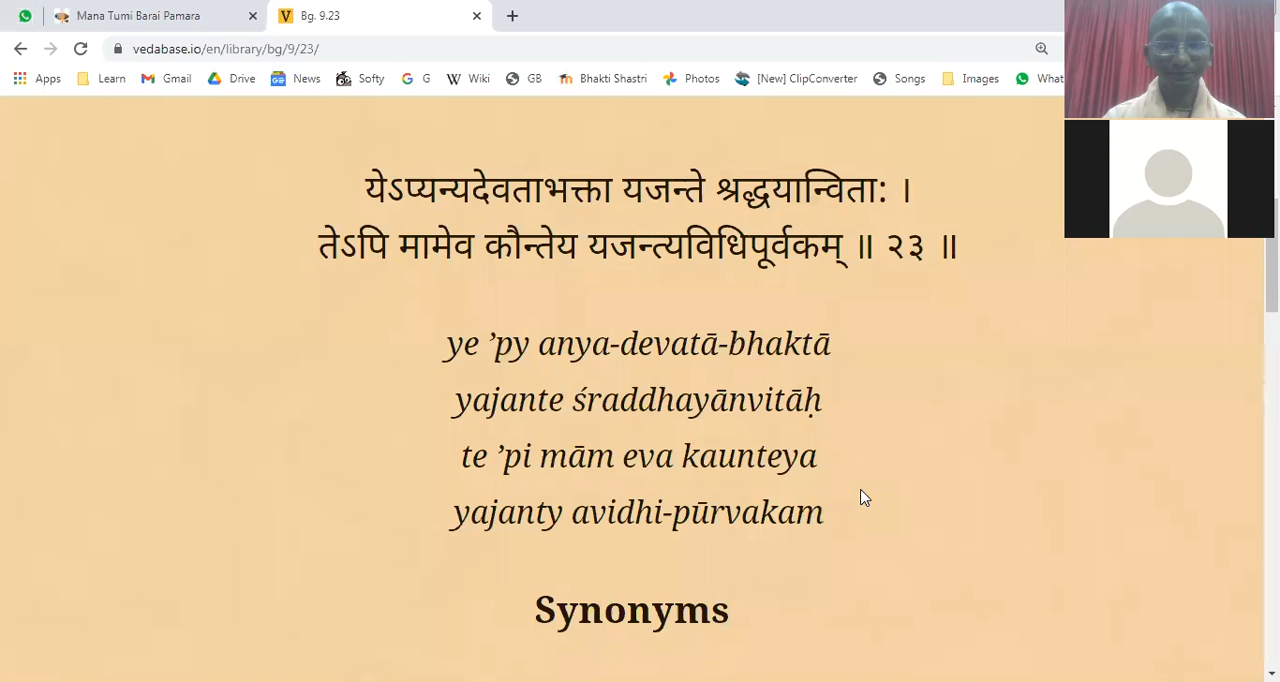 Mana Tumi Barai Pamara
Bg. 9.23
vedabase.io/en/library/bg/9/23/
Apps Learn Gmail Drive News Softy G Wiki GB Bhakti Shastri Photos [New] ClipConverter Songs Images What
येऽप्यन्यदेवताभक्ता यजन्ते श्रद्धयान्विताः ।
तेऽपि मामेव कौन्तेय यजन्त्यविधिपूर्वकम् ॥ २३ ॥
ye ’py anya-devatā-bhaktā
yajante śraddhayānvitāḥ
te ’pi mām eva kaunteya
yajanty avidhi-pūrvakam
Synonyms